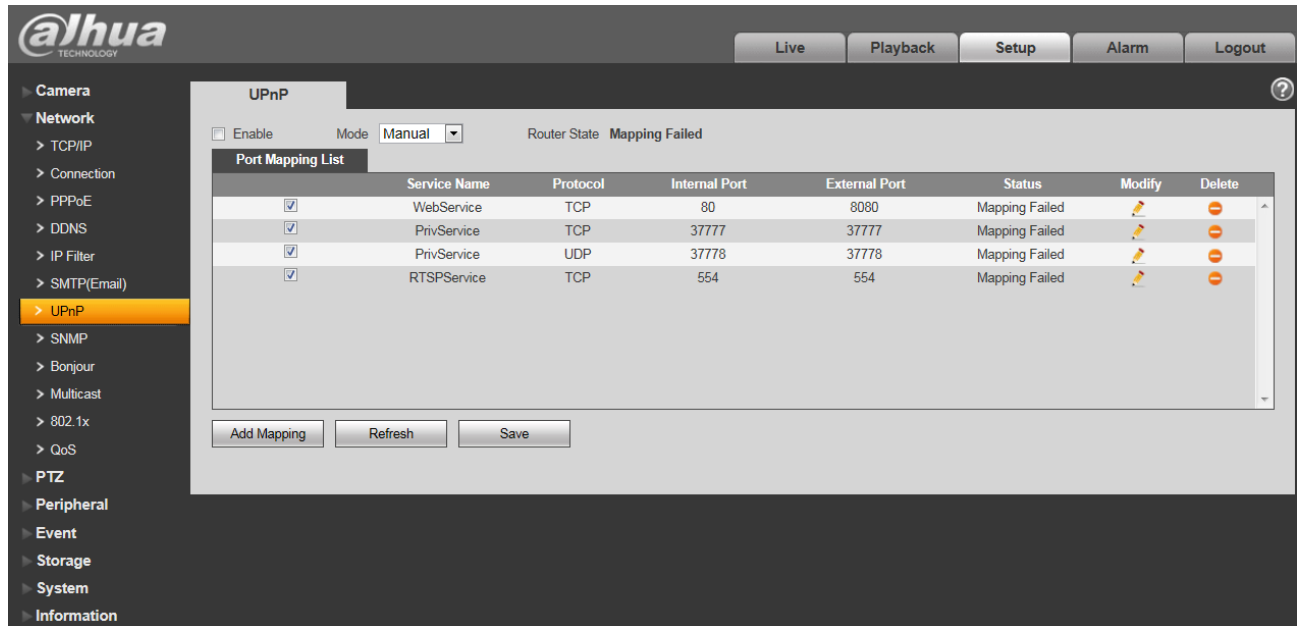 alhua
TECHNOLOGY
Live Playback Setup Alarm Logout
Camera
Network
> TCP/IP
> Connection
> PPPoE
> DDNS
> IP Filter
> SMTP(Email)
> UPnP
> SNMP
> Bonjour
> Multicast
> 802.1x
> QoS
PTZ
Peripheral
Event
Storage
System
Information
UPnP
?
Enable Mode Manual Router State Mapping Failed
Port Mapping List
Service Name Protocol Internal Port External Port Status Modify Delete
WebService TCP 80 8080 Mapping Failed
PrivService TCP 37777 37777 Mapping Failed
PrivService UDP 37778 37778 Mapping Failed
RTSPService TCP 554 554 Mapping Failed
Add Mapping Refresh Save